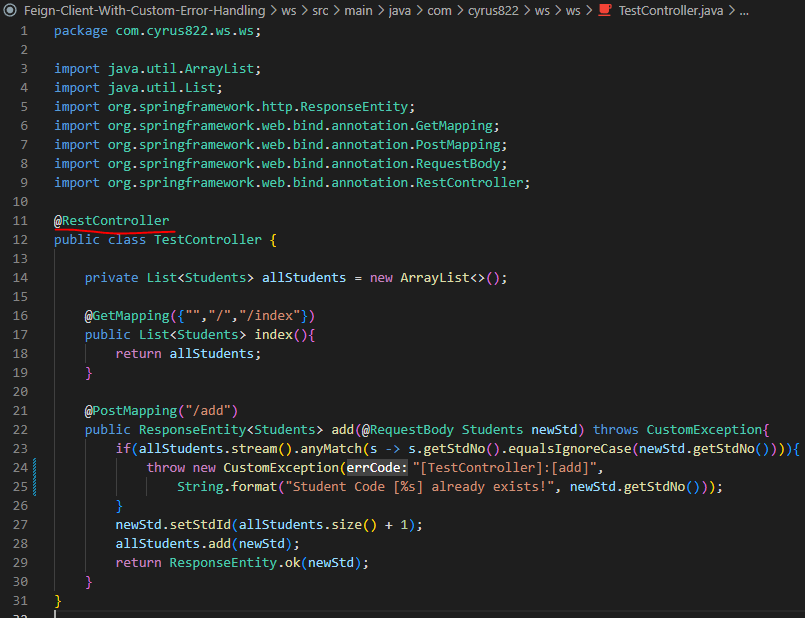 Feign-Client-With-Custom-Error-Handling > ws > src > main > java > com > cyrus822 > ws > ws > TestController.java > ...
1 package com.cyrus822.ws.ws;
2
3 import java.util.ArrayList;
4 import java.util.List;
5 import org.springframework.http.ResponseEntity;
6 import org.springframework.web.bind.annotation.GetMapping;
7 import org.springframework.web.bind.annotation.PostMapping;
8 import org.springframework.web.bind.annotation.RequestBody;
9 import org.springframework.web.bind.annotation.RestController;
10
11 @RestController
12 public class TestController {
13
14     private List<Students> allStudents = new ArrayList<>();
15
16     @GetMapping({"","/","/index"})
17     public List<Students> index(){
18         return allStudents;
19     }
20
21     @PostMapping("/add")
22     public ResponseEntity<Students> add(@RequestBody Students newStd) throws CustomException{
23         if(allStudents.stream().anyMatch(s -> s.getStdNo().equalsIgnoreCase(newStd.getStdNo()))){
24             throw new CustomException(errCode: "[TestController]:[add]",
25                 String.format("Student Code [%s] already exists!", newStd.getStdNo()));
26         }
27         newStd.setStdId(allStudents.size() + 1);
28         allStudents.add(newStd);
29         return ResponseEntity.ok(newStd);
30     }
31 }
32